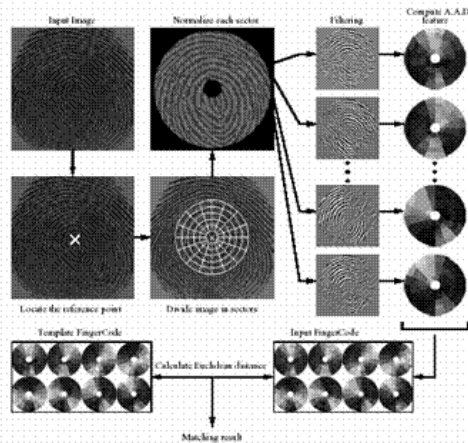 Input Image
Normalize each sector
Filtering
Compute A.A.D
feature
Locate the reference point
Divide image in sectors
Template FingerCode
Input FingerCode
Calculate Euclidean distance
Matching result